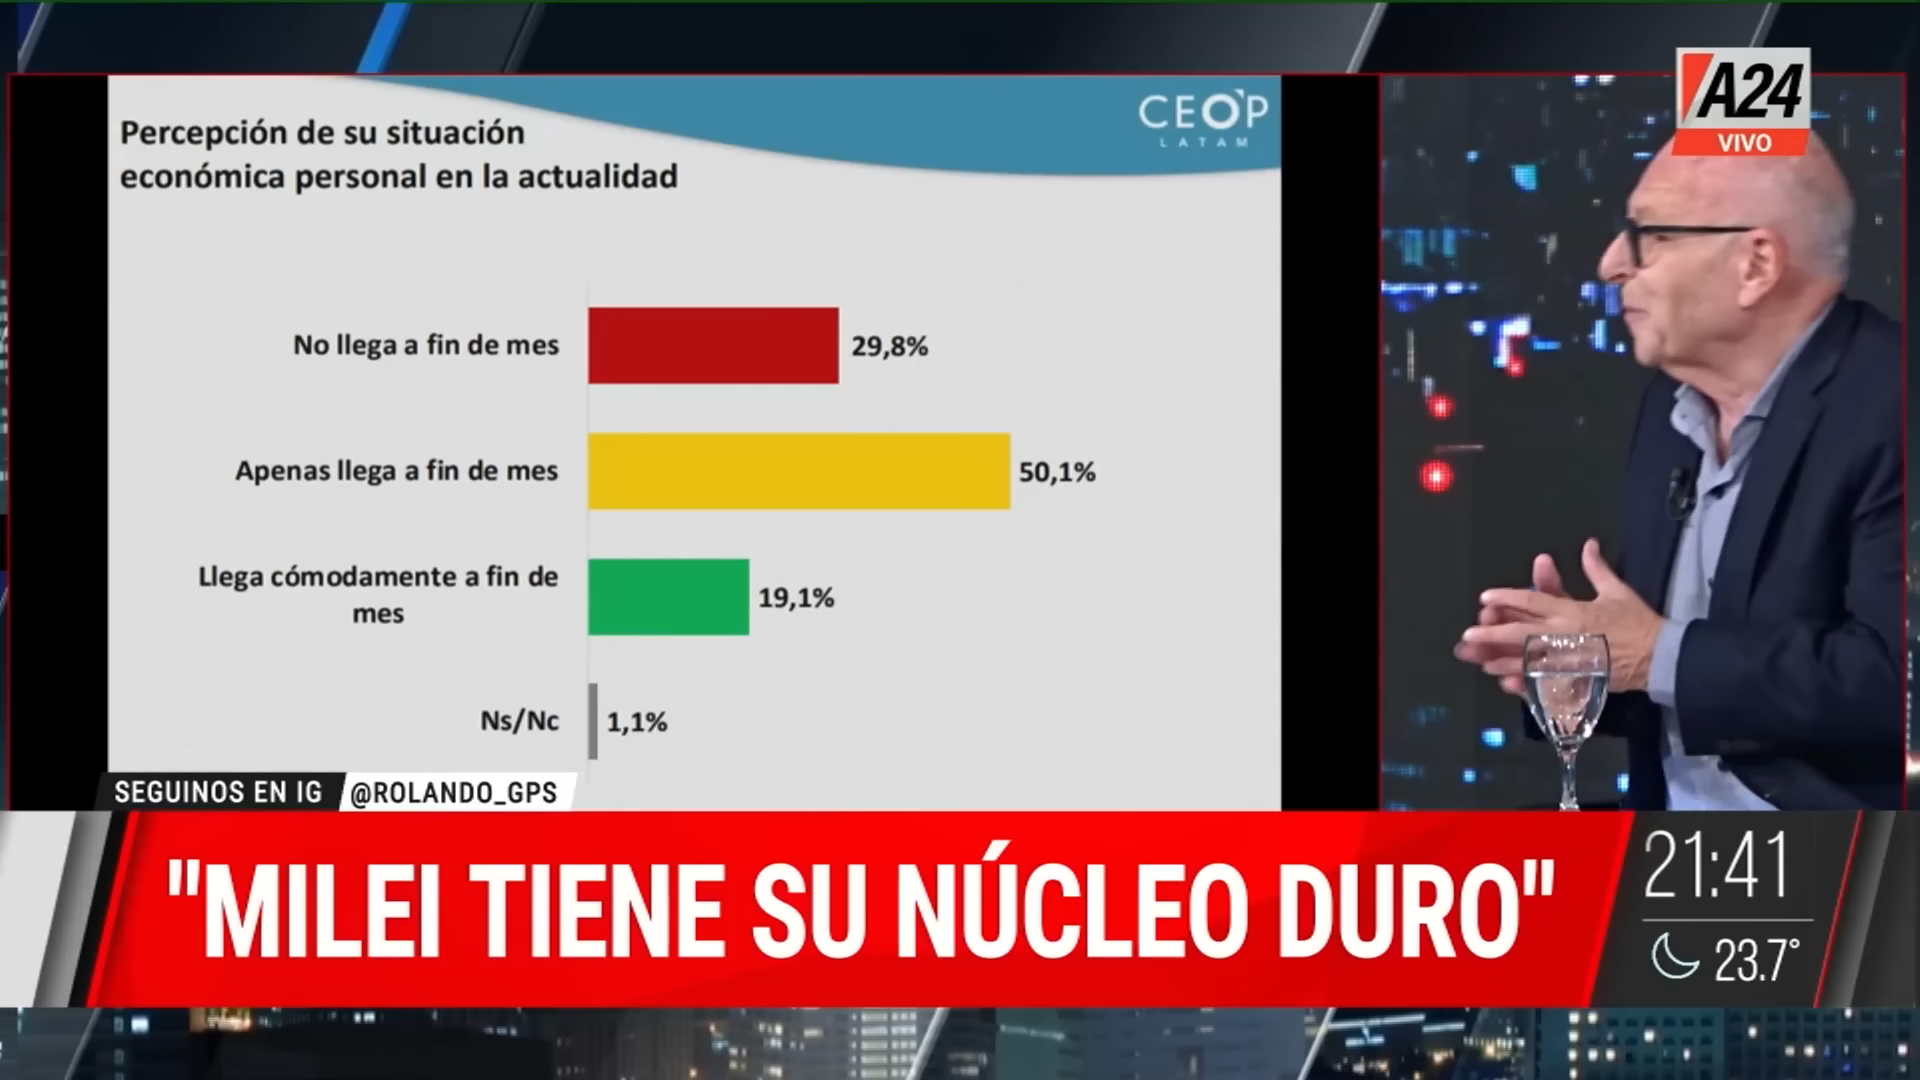 A24
VIVO
CEOP
LATAM
Percepción de su situación
económica personal en la actualidad
No llega a fin de mes
29,8%
Apenas llega a fin de mes
50,1%
Llega cómodamente a fin de
mes
19,1%
Ns/Nc
1,1%
SEGUINOS EN IG @ROLANDO_GPS
"MILEI TIENE SU NÚCLEO DURO"
21:41
23.7°